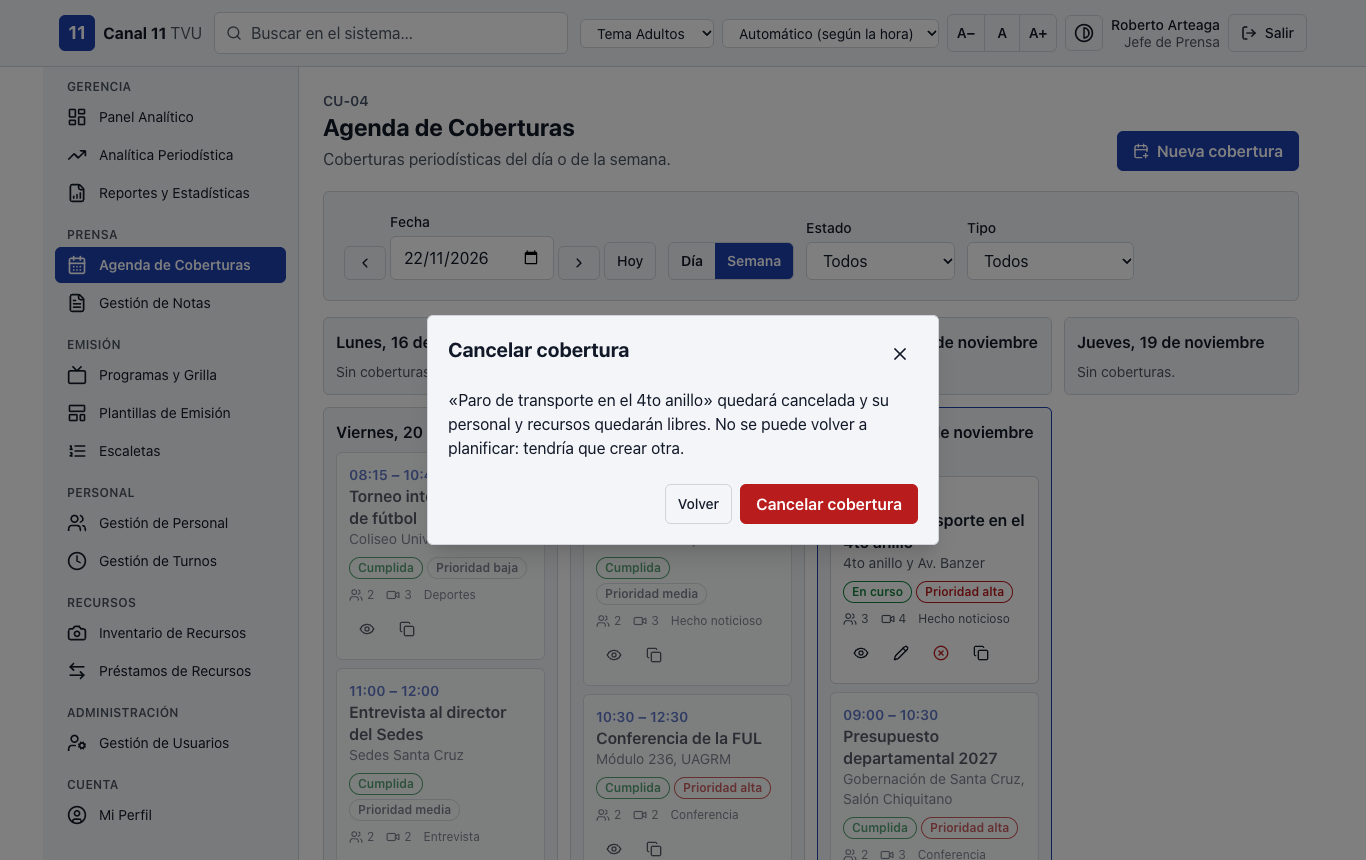 11 Canal 11 TVU
Buscar en el sistema...
Tema Adultos
Automático (según la hora)
A−
A
A+
Roberto Arteaga
Jefe de Prensa
Salir
GERENCIA
Panel Analítico
Analítica Periodística
Reportes y Estadísticas
PRENSA
Agenda de Coberturas
Gestión de Notas
EMISIÓN
Programas y Grilla
Plantillas de Emisión
Escaletas
PERSONAL
Gestión de Personal
Gestión de Turnos
RECURSOS
Inventario de Recursos
Préstamos de Recursos
ADMINISTRACIÓN
Gestión de Usuarios
CUENTA
Mi Perfil
CU-04
Agenda de Coberturas
Coberturas periodísticas del día o de la semana.
Nueva cobertura
Fecha
22/11/2026
Hoy
Día
Semana
Estado
Todos
Tipo
Todos
Lunes, 16 de
Sin coberturas
de noviembre
Jueves, 19 de noviembre
Sin coberturas.
Cancelar cobertura
«Paro de transporte en el 4to anillo» quedará cancelada y su
personal y recursos quedarán libres. No se puede volver a
planificar: tendría que crear otra.
Volver
Cancelar cobertura
Viernes, 20
08:15 – 10:4
Torneo int
de fútbol
Coliseo Univ
Cumplida
Prioridad baja
2
3
Deportes
11:00 – 12:00
Entrevista al director
del Sedes
Sedes Santa Cruz
Cumplida
Prioridad media
2
2
Entrevista
Cumplida
Prioridad media
2
3
Hecho noticioso
10:30 – 12:30
Conferencia de la FUL
Módulo 236, UAGRM
Cumplida
Prioridad alta
2
2
Conferencia
e noviembre
sporte en el
4to anillo
4to anillo y Av. Banzer
En curso
Prioridad alta
3
4
Hecho noticioso
09:00 – 10:30
Presupuesto
departamental 2027
Gobernación de Santa Cruz,
Salón Chiquitano
Cumplida
Prioridad alta
2
3
Conferencia